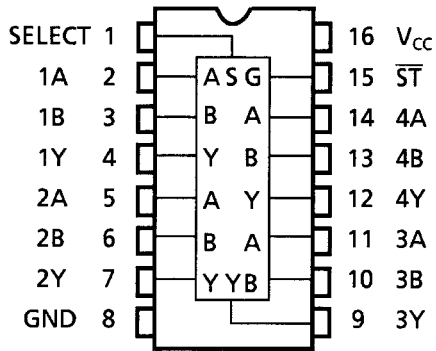 SELECT 1
16 VCC
1A 2
A S G
15 S̅T̅
1B 3
B A
14 4A
1Y 4
Y B
13 4B
2A 5
A Y
12 4Y
2B 6
B A
11 3A
2Y 7
Y Y B
10 3B
GND 8
9 3Y